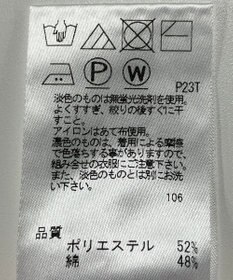 P W
P23T
淡色のものは無蛍光洗剤を使用。
よくすすぎ、絞りの後すぐに干
すこと。
アイロンはあて布使用。
濃色のものは、着用による摩擦
で色落ちする事がありますので、
組み合せの衣服にご注意下さい。
また、淡色のものとは別にお洗
い下さい。
106
品質
ポリエステル 52%
綿 48%